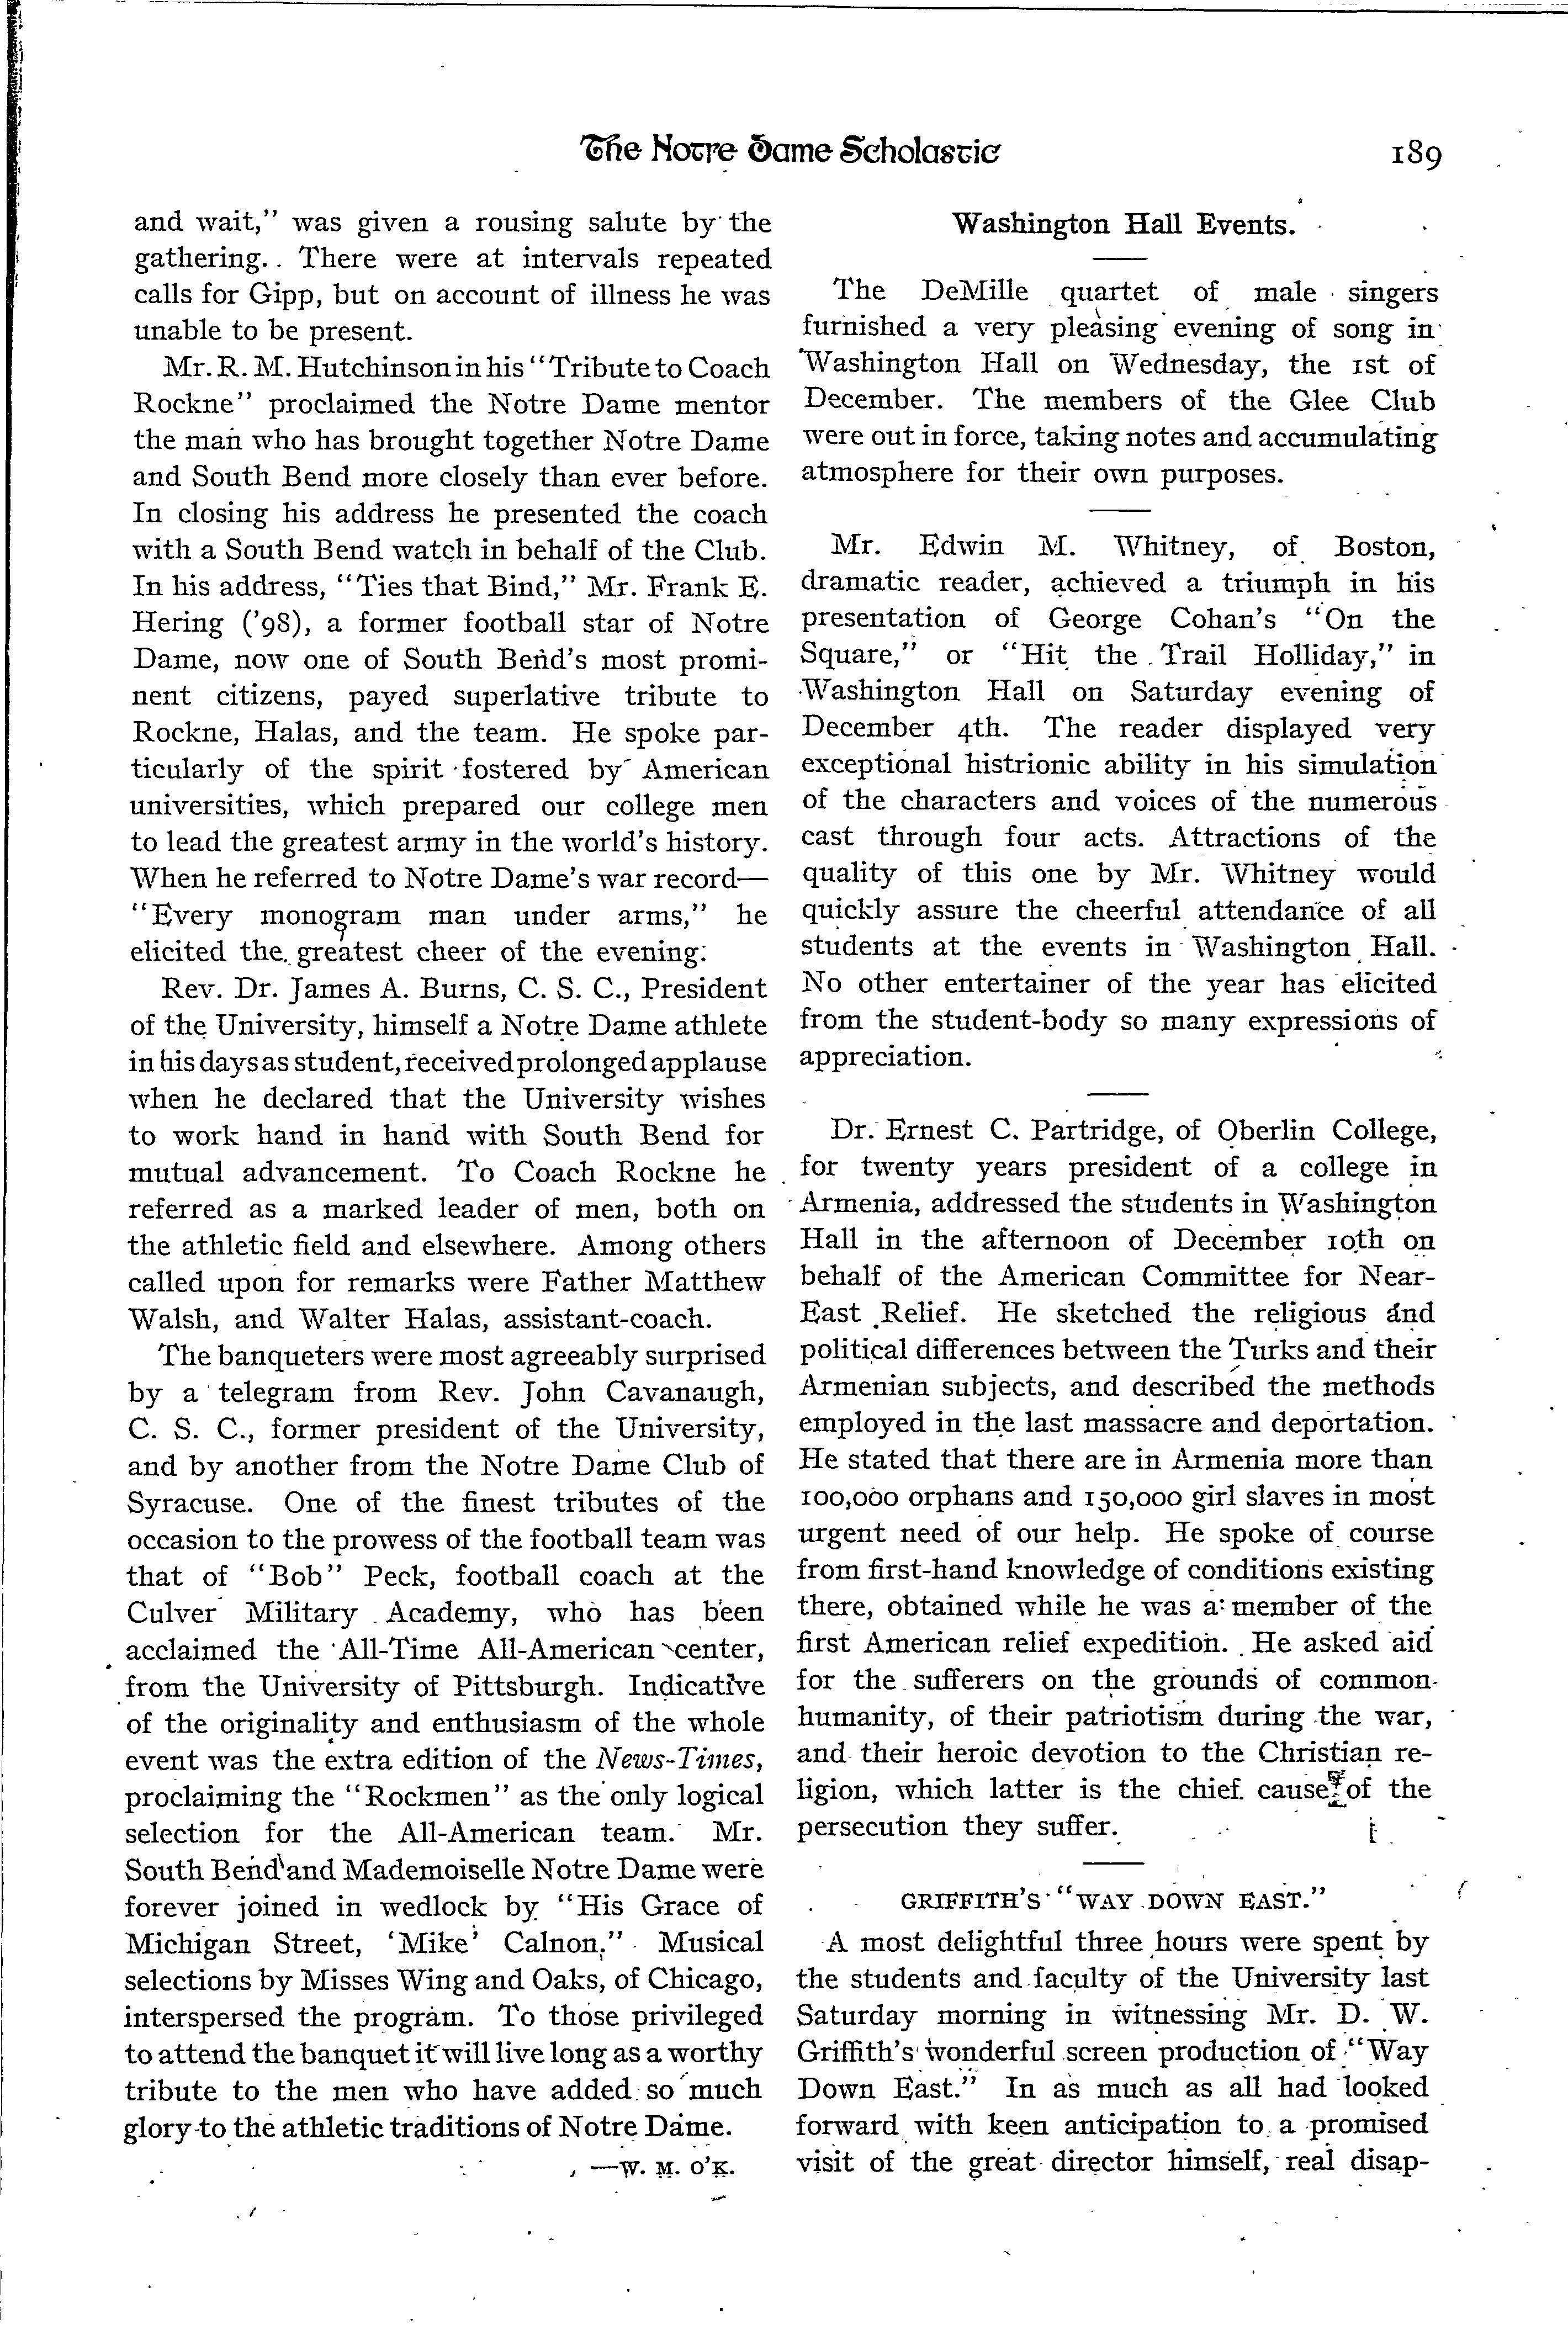 The Notre Dame Scholastic 189
and wait," was given a rousing salute by the
gathering. There were at intervals repeated
calls for Gipp, but on account of illness he was
unable to be present.
Mr. R. M. Hutchinson in his "Tribute to Coach
Rockne" proclaimed the Notre Dame mentor
the man who has brought together Notre Dame
and South Bend more closely than ever before.
In closing his address he presented the coach
with a South Bend watch in behalf of the Club.
In his address, "Ties that Bind," Mr. Frank E.
Hering ('98), a former football star of Notre
Dame, now one of South Bend's most promi-
nent citizens, payed superlative tribute to
Rockne, Halas, and the team. He spoke par-
ticularly of the spirit fostered by American
universities, which prepared our college men
to lead the greatest army in the world's history.
When he referred to Notre Dame's war record—
"Every monogram man under arms," he
elicited the greatest cheer of the evening.
Rev. Dr. James A. Burns, C. S. C., President
of the University, himself a Notre Dame athlete
in his days as student, received prolonged applause
when he declared that the University wishes
to work hand in hand with South Bend for
mutual advancement. To Coach Rockne he
referred as a marked leader of men, both on
the athletic field and elsewhere. Among others
called upon for remarks were Father Matthew
Walsh, and Walter Halas, assistant-coach.
The banqueters were most agreeably surprised
by a telegram from Rev. John Cavanaugh,
C. S. C., former president of the University,
and by another from the Notre Dame Club of
Syracuse. One of the finest tributes of the
occasion to the prowess of the football team was
that of "Bob" Peck, football coach at the
Culver Military Academy, who has been
acclaimed the All-Time All-American center,
from the University of Pittsburgh. Indicative
of the originality and enthusiasm of the whole
event was the extra edition of the News-Times,
proclaiming the "Rockmen" as the only logical
selection for the All-American team. Mr.
South Bend and Mademoiselle Notre Dame were
forever joined in wedlock by "His Grace of
Michigan Street, 'Mike' Calnon." Musical
selections by Misses Wing and Oaks, of Chicago,
interspersed the program. To those privileged
to attend the banquet it will live long as a worthy
tribute to the men who have added so much
glory to the athletic traditions of Notre Dame.
—W. M. O'K.
Washington Hall Events.
The DeMille quartet of male singers
furnished a very pleasing evening of song in
Washington Hall on Wednesday, the 1st of
December. The members of the Glee Club
were out in force, taking notes and accumulating
atmosphere for their own purposes.
Mr. Edwin M. Whitney, of Boston,
dramatic reader, achieved a triumph in his
presentation of George Cohan's "On the
Square," or "Hit the Trail Holliday," in
Washington Hall on Saturday evening of
December 4th. The reader displayed very
exceptional histrionic ability in his simulation
of the characters and voices of the numerous
cast through four acts. Attractions of the
quality of this one by Mr. Whitney would
quickly assure the cheerful attendance of all
students at the events in Washington Hall.
No other entertainer of the year has elicited
from the student-body so many expressions of
appreciation.
Dr. Ernest C. Partridge, of Oberlin College,
for twenty years president of a college in
Armenia, addressed the students in Washington
Hall in the afternoon of December 10th on
behalf of the American Committee for Near-
East Relief. He sketched the religious and
political differences between the Turks and their
Armenian subjects, and described the methods
employed in the last massacre and deportation.
He stated that there are in Armenia more than
100,000 orphans and 150,000 girl slaves in most
urgent need of our help. He spoke of course
from first-hand knowledge of conditions existing
there, obtained while he was a member of the
first American relief expedition. He asked aid
for the sufferers on the grounds of common
humanity, of their patriotism during the war,
and their heroic devotion to the Christian re-
ligion, which latter is the chief cause of the
persecution they suffer.
GRIFFITH'S "WAY DOWN EAST."
A most delightful three hours were spent by
the students and faculty of the University last
Saturday morning in witnessing Mr. D. W.
Griffith's wonderful screen production of "Way
Down East." In as much as all had looked
forward with keen anticipation to a promised
visit of the great director himself, real disap-